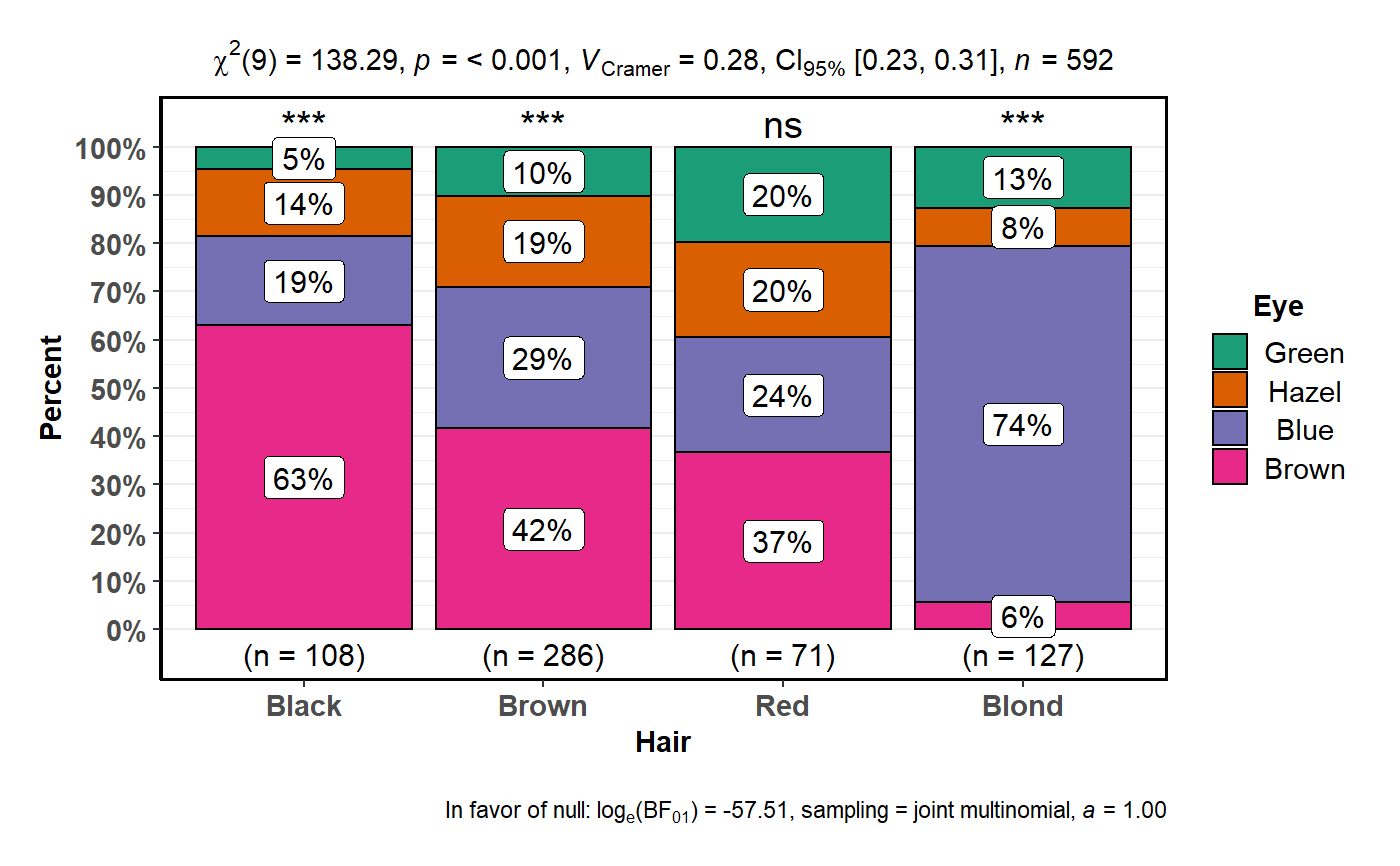 χ2(9) = 138.29, p = < 0.001, VCramer = 0.28, CI95% [0.23, 0.31], n = 592
*** *** ns ***
100%
90%
80%
70%
60%
50%
40%
30%
20%
10%
0%
Percent
5%
14%
19%
63%
10%
19%
29%
42%
20%
20%
24%
37%
13%
8%
74%
6%
(n = 108) (n = 286) (n = 71) (n = 127)
Black Brown Red Blond
Hair
Eye
Green
Hazel
Blue
Brown
In favor of null: loge(BF01) = -57.51, sampling = joint multinomial, a = 1.00